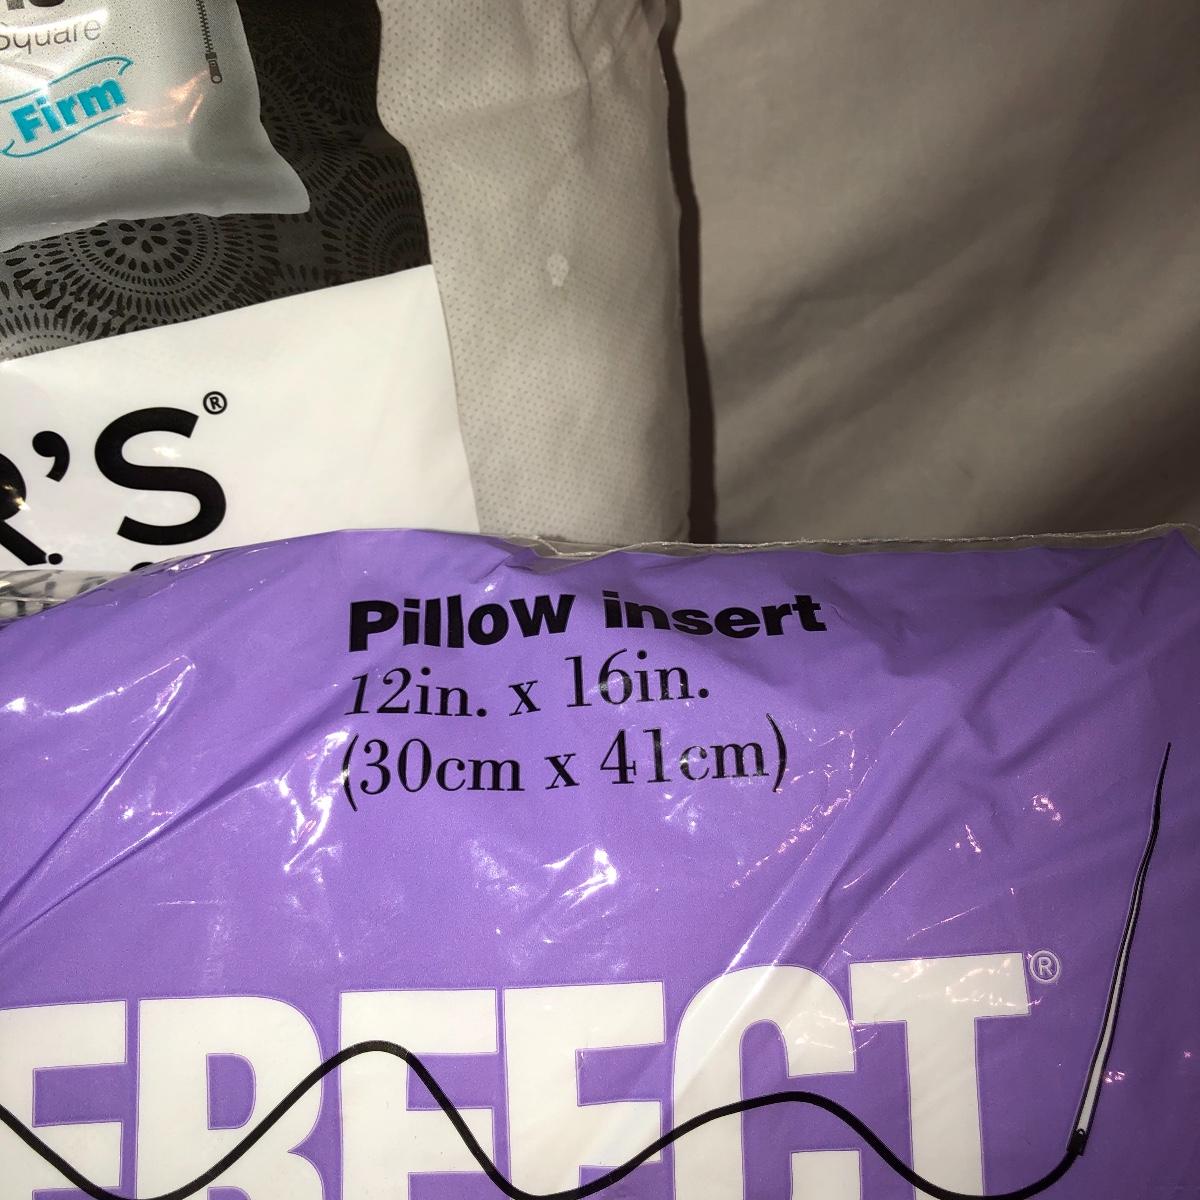 Square
Firm
R'S®
Pillow insert
12in. x 16in.
(30cm x 41cm)
ERFECT®